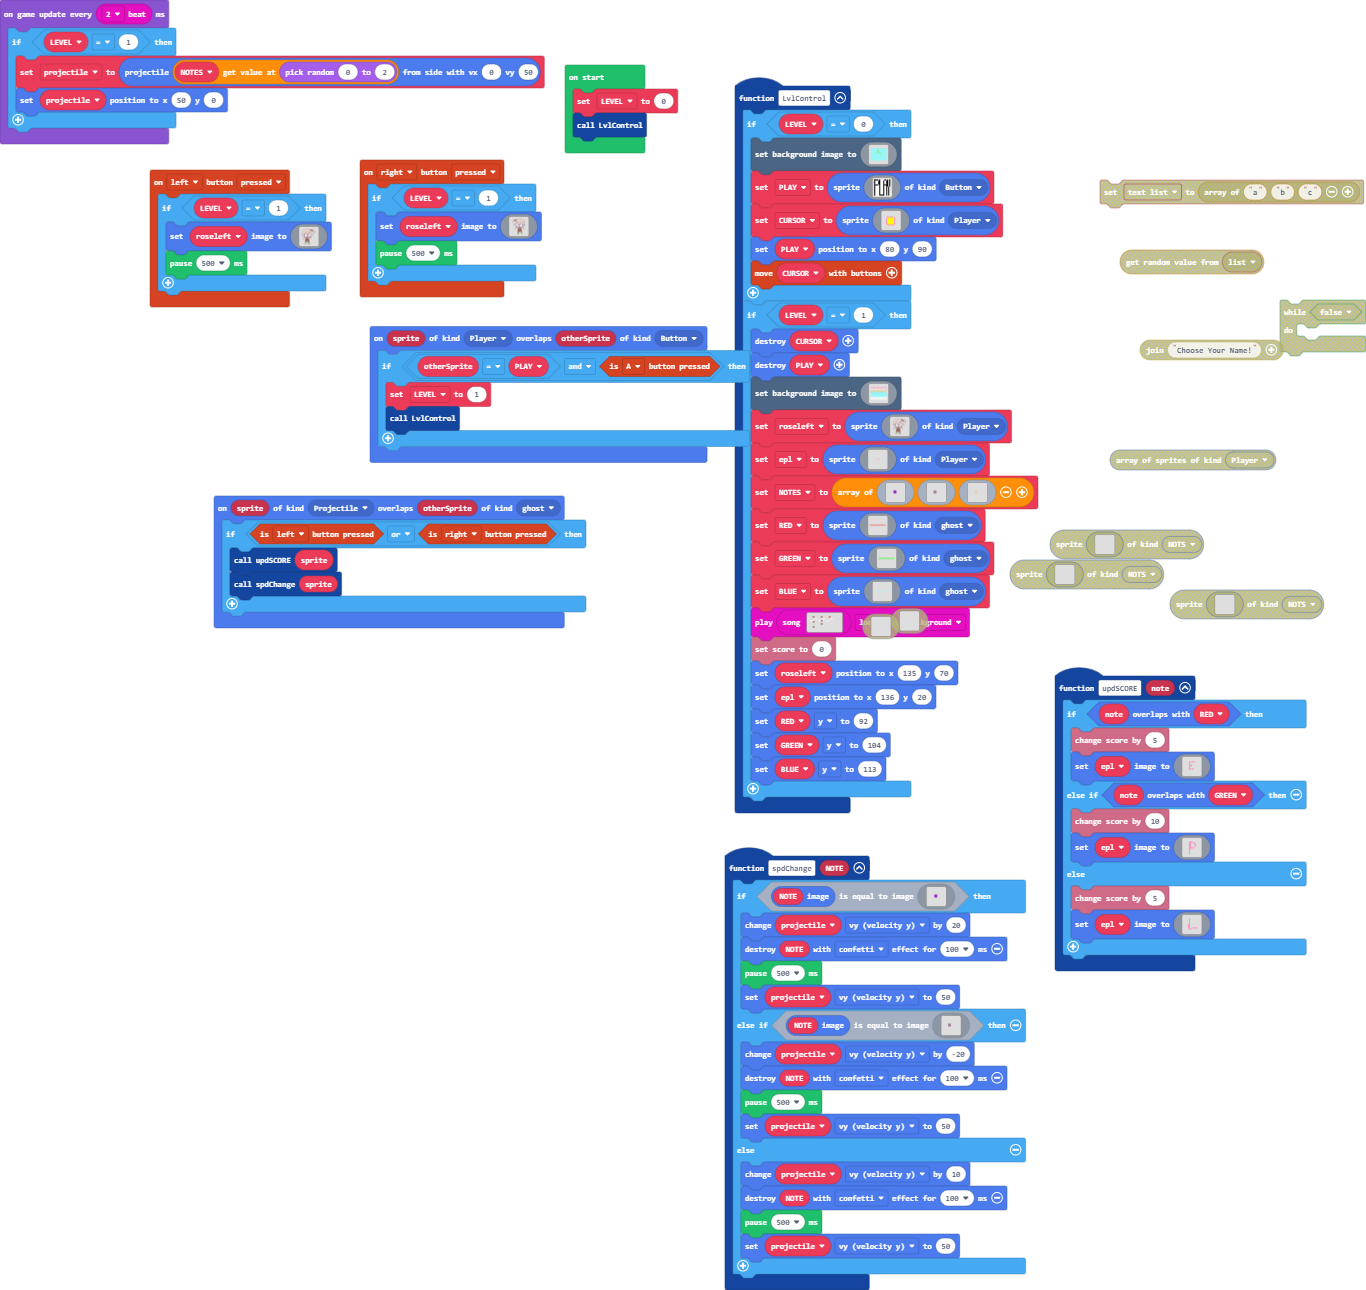 on game update every 2 beat ms
if LEVEL = 1 then
set projectile to projectile NOTES get value at pick random 0 to 2 from side with vx 0 vy 50
set projectile position to x 50 y 0
on start
set LEVEL to 0
call LvlControl
on left button pressed
if LEVEL = 1 then
set roseleft image to
pause 500 ms
on right button pressed
if LEVEL = 1 then
set roseleft image to
pause 500 ms
on sprite of kind Player overlaps otherSprite of kind Button
if otherSprite = PLAY and is A button pressed then
set LEVEL to 1
call LvlControl
on sprite of kind Projectile overlaps otherSprite of kind ghost
if is left button pressed or is right button pressed then
call updSCORE sprite
call spdChange sprite
function LvlControl
if LEVEL = 0 then
set background image to
set PLAY to sprite PLAY of kind Button
set CURSOR to sprite of kind Player
set PLAY position to x 80 y 90
move CURSOR with buttons
if LEVEL = 1 then
destroy CURSOR
destroy PLAY
set background image to
set roseleft to sprite of kind Player
set epl to sprite of kind Player
set NOTES to array of
set RED to sprite of kind ghost
set GREEN to sprite of kind ghost
set BLUE to sprite of kind ghost
play song
set score to 0
set roseleft position to x 135 y 70
set epl position to x 136 y 20
set RED y to 92
set GREEN y to 104
set BLUE y to 113
set text list to array of "a" "b" "c"
get random value from list
while false
do
join "Choose Your Name!"
array of sprites of kind Player
sprite of kind NOTS
sprite of kind NOTS
sprite of kind NOTS
function updSCORE note
if note overlaps with RED then
change score by 5
set epl image to E
else if note overlaps with GREEN then
change score by 10
set epl image to P
else
change score by 5
set epl image to L
function spdChange NOTE
if NOTE image is equal to image then
change projectile vy (velocity y) by 20
destroy NOTE with confetti effect for 100 ms
pause 500 ms
set projectile vy (velocity y) to 50
else if NOTE image is equal to image then
change projectile vy (velocity y) by -20
destroy NOTE with confetti effect for 100 ms
pause 500 ms
set projectile vy (velocity y) to 50
else
change projectile vy (velocity y) by 10
destroy NOTE with confetti effect for 100 ms
pause 500 ms
set projectile vy (velocity y) to 50